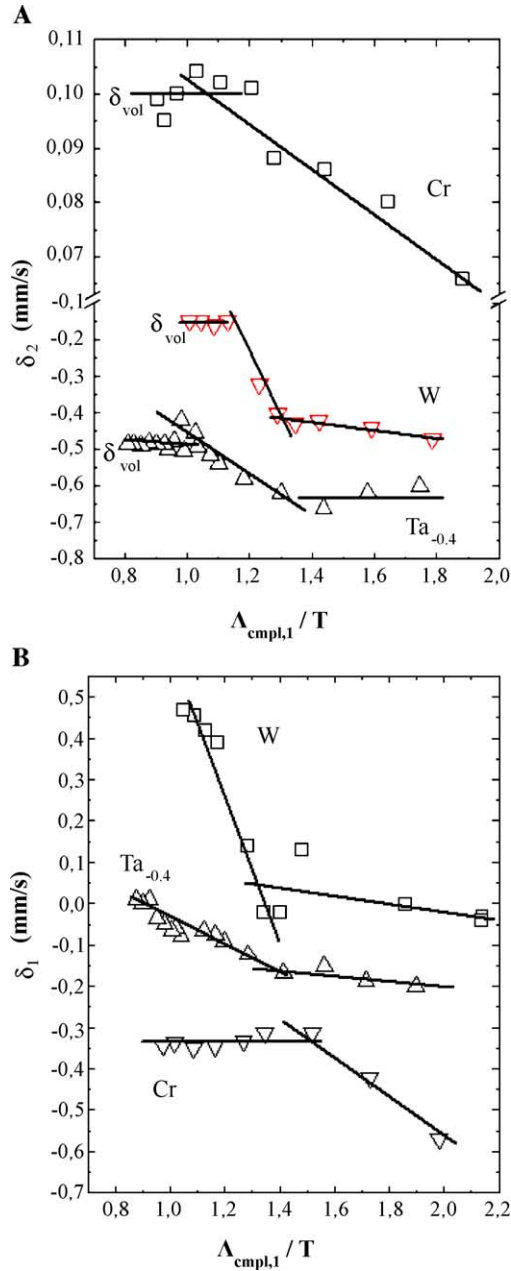 A
0,11
0,10
0,09
0,08
0,07
-0,1
-0,2
-0,3
-0,4
-0,5
-0,6
-0,7
-0,8
δ₂ (mm/s)
δvol
Cr
δvol
W
δvol
Ta-0.4
0,8 1,0 1,2 1,4 1,6 1,8 2,0
Λcmpl,1 / T
B
0,5
0,4
0,3
0,2
0,1
0,0
-0,1
-0,2
-0,3
-0,4
-0,5
-0,6
-0,7
δ₁ (mm/s)
W
Ta-0.4
Cr
0,8 1,0 1,2 1,4 1,6 1,8 2,0 2,2
Λcmpl,1 / T